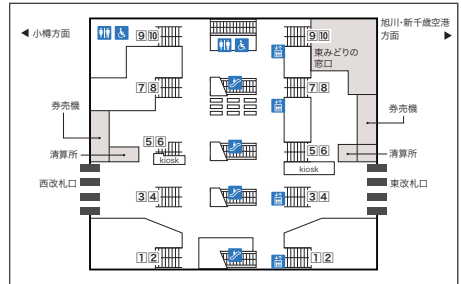 ◀ 小樽方面
旭川・新千歳空港
方面 ▶
9 10
9 10
東みどりの
窓口
7 8
7 8
券売機
券売機
5 6
5 6
清算所
kiosk
kiosk
清算所
西改札口
東改札口
3 4
3 4
1 2
1 2